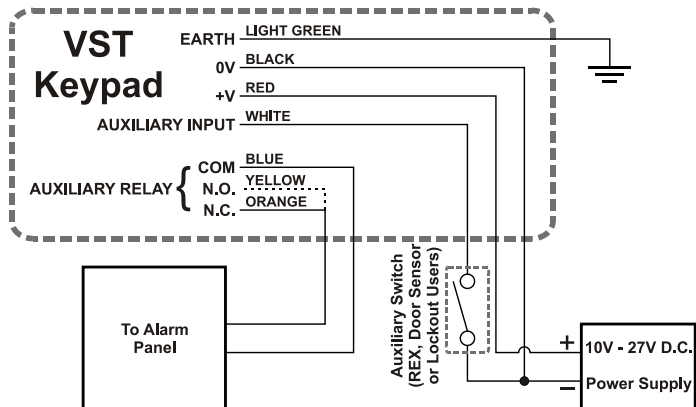 VST
Keypad
EARTH
LIGHT GREEN
0V
BLACK
+V
RED
AUXILIARY INPUT
WHITE
AUXILIARY RELAY {
COM
BLUE
N.O.
YELLOW
N.C.
ORANGE
To Alarm
Panel
Auxiliary Switch
(REX, Door Sensor
or Lockout Users)
+
10V - 27V D.C.
–
Power Supply